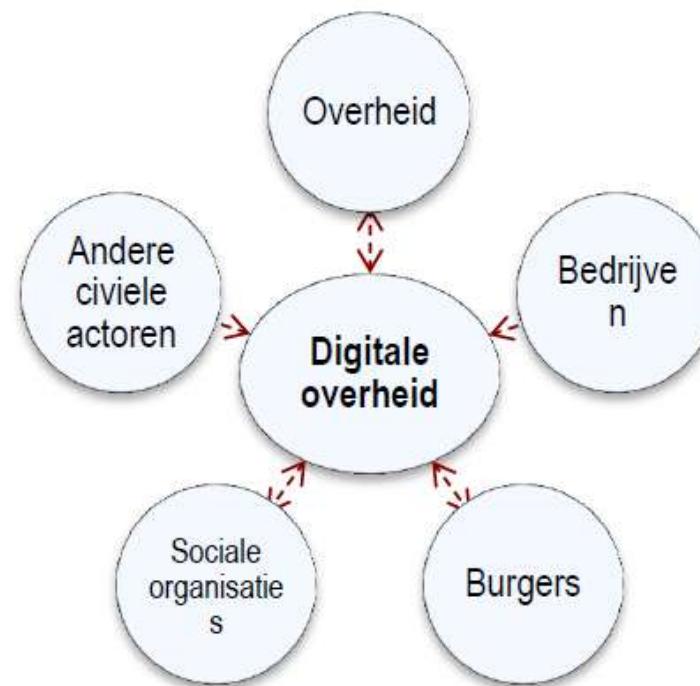 Overheid
Andere
civiele
actoren
Bedrijve
n
Digitale
overheid
Sociale
organisatie
s
Burgers